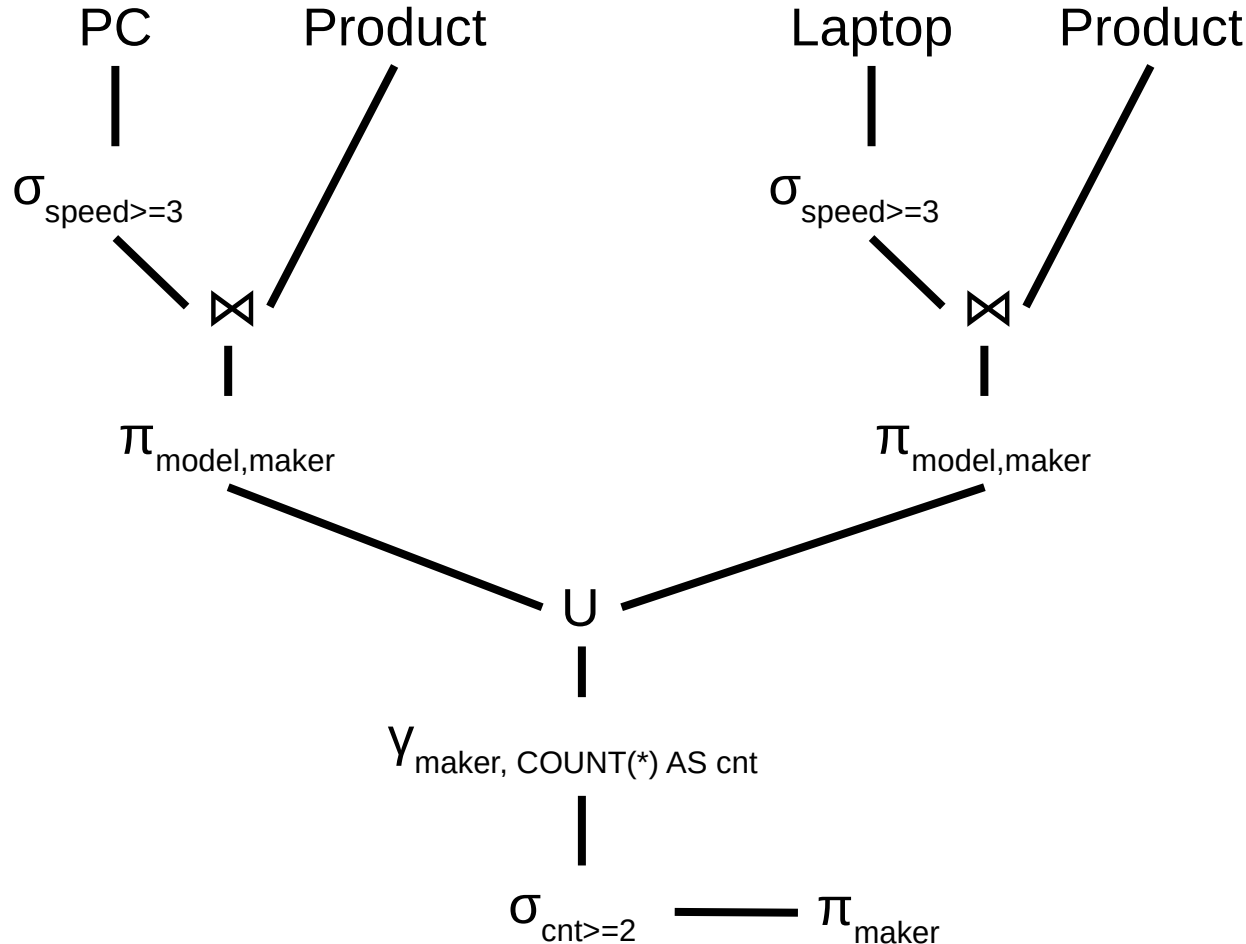 PC Product Laptop Product
σspeed>=3 σspeed>=3
⋈ ⋈
πmodel,maker πmodel,maker
U
γmaker, COUNT(*) AS cnt
σcnt>=2 πmaker